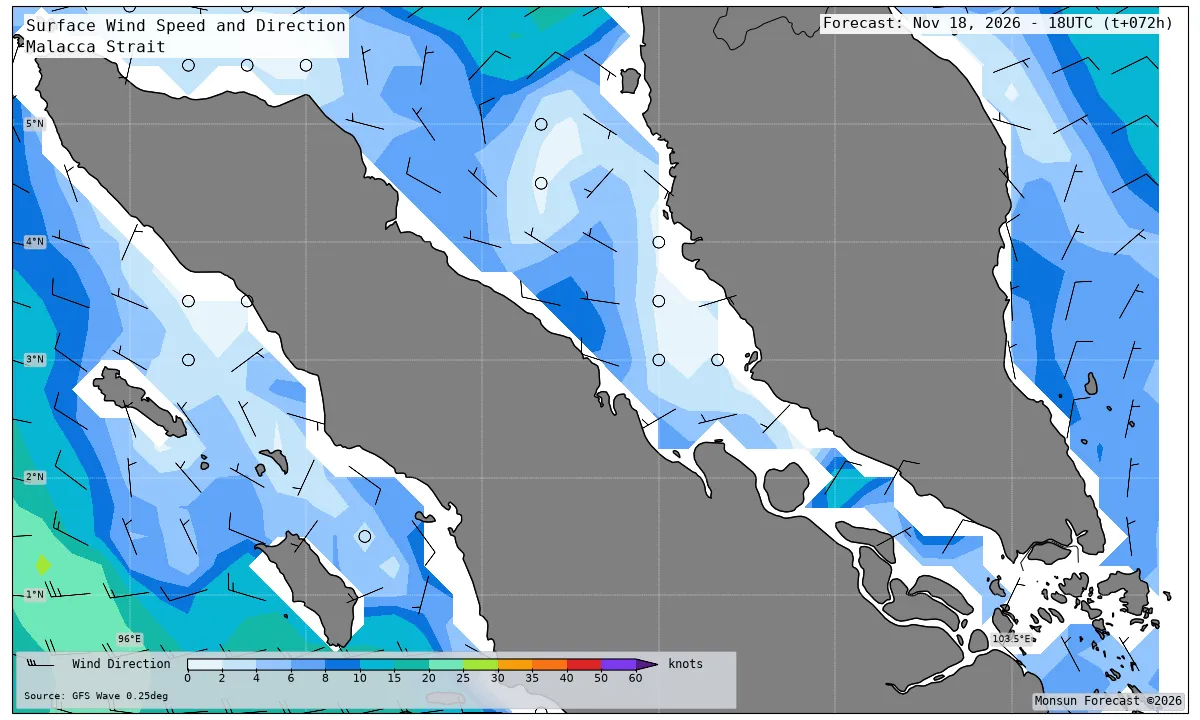 Surface Wind Speed and Direction
Malacca Strait
Forecast: Nov 18, 2026 - 18UTC (t+072h)
5°N
4°N
3°N
2°N
1°N
96°E
103.5°E
Wind Direction
0 2 4 6 8 10 15 20 25 30 35 40 50 60
knots
Source: GFS Wave 0.25deg
Monsun Forecast ©2026